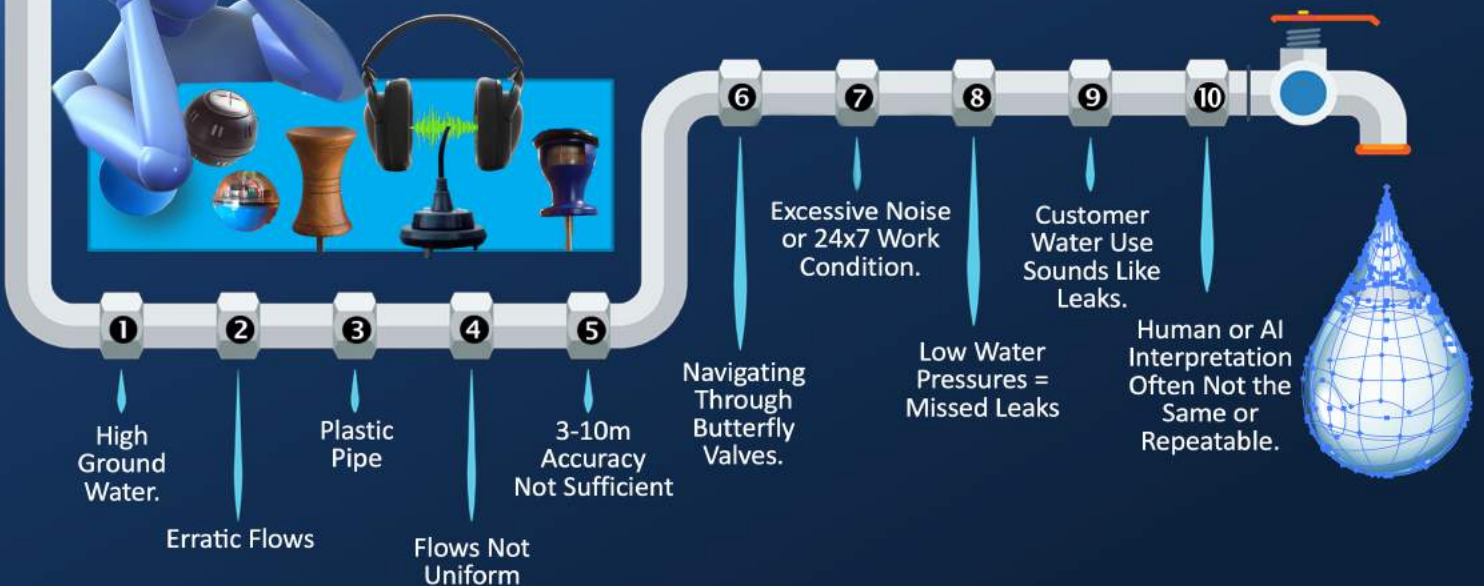 1
High
Ground
Water.
2
Erratic Flows
3
Plastic
Pipe
4
Flows Not
Uniform
5
3-10m
Accuracy
Not Sufficient
6
Navigating
Through
Butterfly
Valves.
7
Excessive Noise
or 24x7 Work
Condition.
8
Low Water
Pressures =
Missed Leaks
9
Customer
Water Use
Sounds Like
Leaks.
10
Human or AI
Interpretation
Often Not the
Same or
Repeatable.